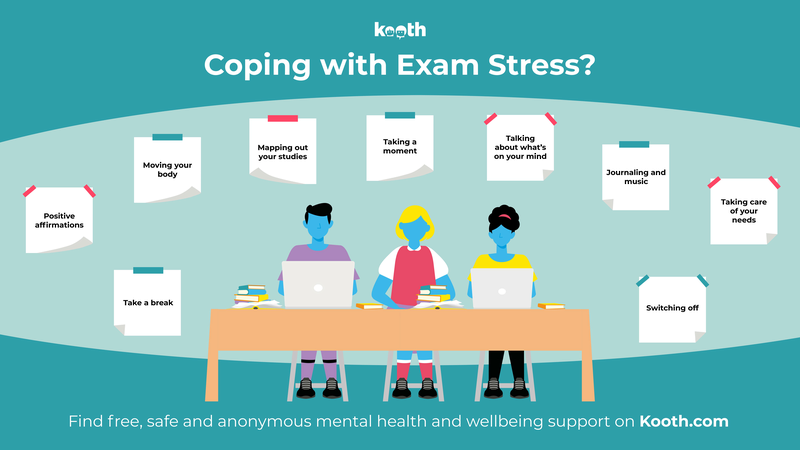 kooth
Coping with Exam Stress?
Positive
affirmations
Moving your
body
Mapping out
your studies
Taking a
moment
Talking
about what's
on your mind
Journaling and
music
Taking care
of your
needs
Take a break
Switching off
Find free, safe and anonymous mental health and wellbeing support on Kooth.com